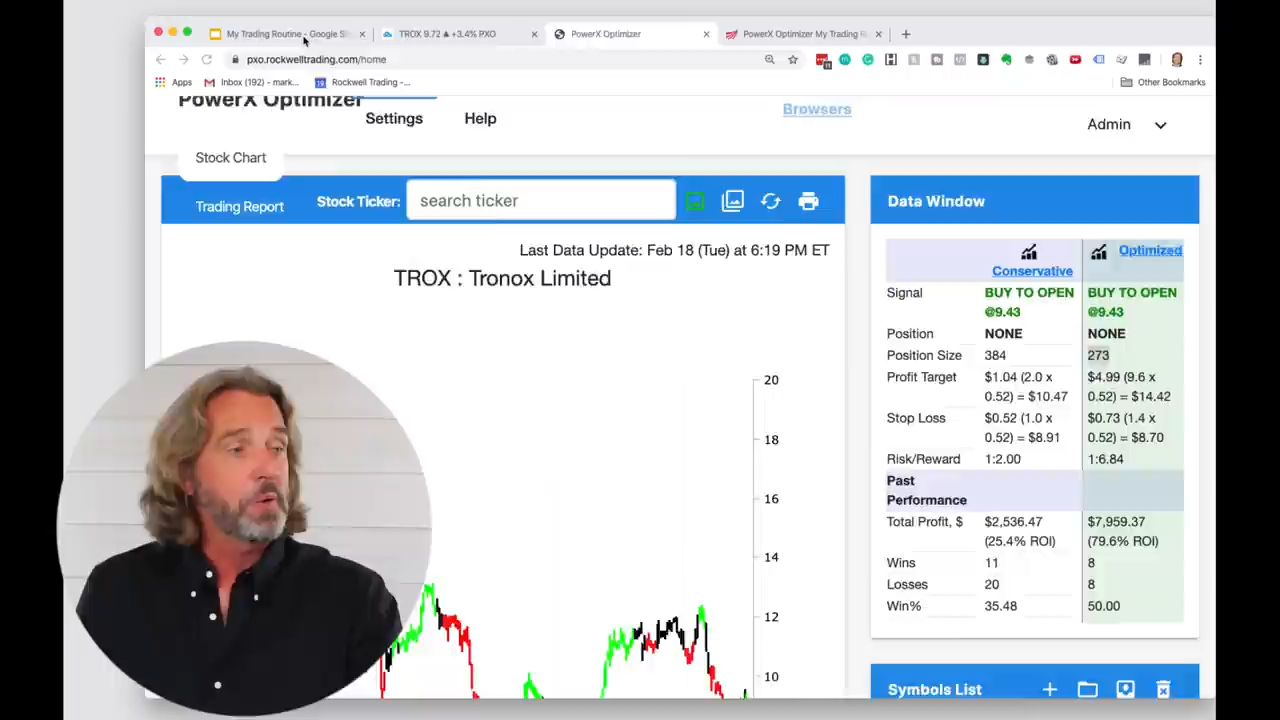 My Trading Routine - Google S
TROX 9.72 ▲ +3.4% PXO
PowerX Optimizer
PowerX Optimizer My Trading R
pxo.rockwelltrading.com/home
Apps
Inbox (192) - mark...
Rockwell Trading -...
Other Bookmarks
PowerX Optimizer
Settings
Help
Browsers
Admin
Stock Chart
Trading Report
Stock Ticker:
search ticker
Last Data Update: Feb 18 (Tue) at 6:19 PM ET
TROX : Tronox Limited
20
18
16
14
12
10
Data Window
Conservative
Optimized
Signal
BUY TO OPEN
@9.43
BUY TO OPEN
@9.43
Position
NONE
NONE
Position Size
384
273
Profit Target
$1.04 (2.0 x
0.52) = $10.47
$4.99 (9.6 x
0.52) = $14.42
Stop Loss
$0.52 (1.0 x
0.52) = $8.91
$0.73 (1.4 x
0.52) = $8.70
Risk/Reward
1:2.00
1:6.84
Past
Performance
Total Profit, $
$2,536.47
(25.4% ROI)
$7,959.37
(79.6% ROI)
Wins
11
8
Losses
20
8
Win%
35.48
50.00
Symbols List